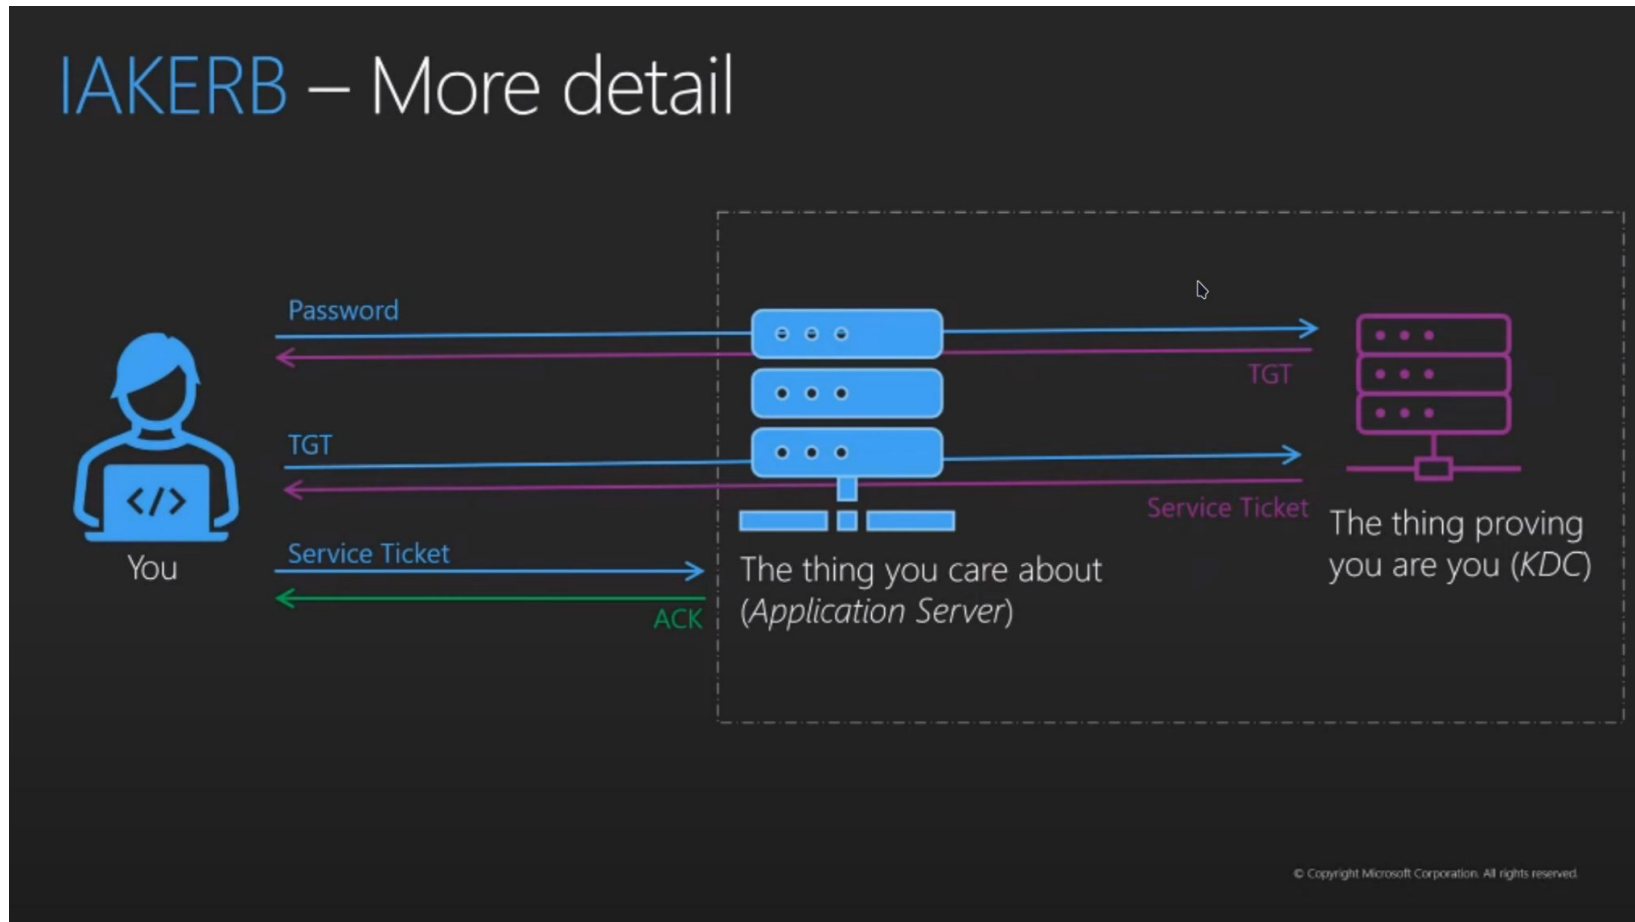 IAKERB – More detail
Password
TGT
TGT
Service Ticket
Service Ticket
ACK
</>
You
The thing you care about
(Application Server)
The thing proving
you are you (KDC)
© Copyright Microsoft Corporation. All rights reserved.